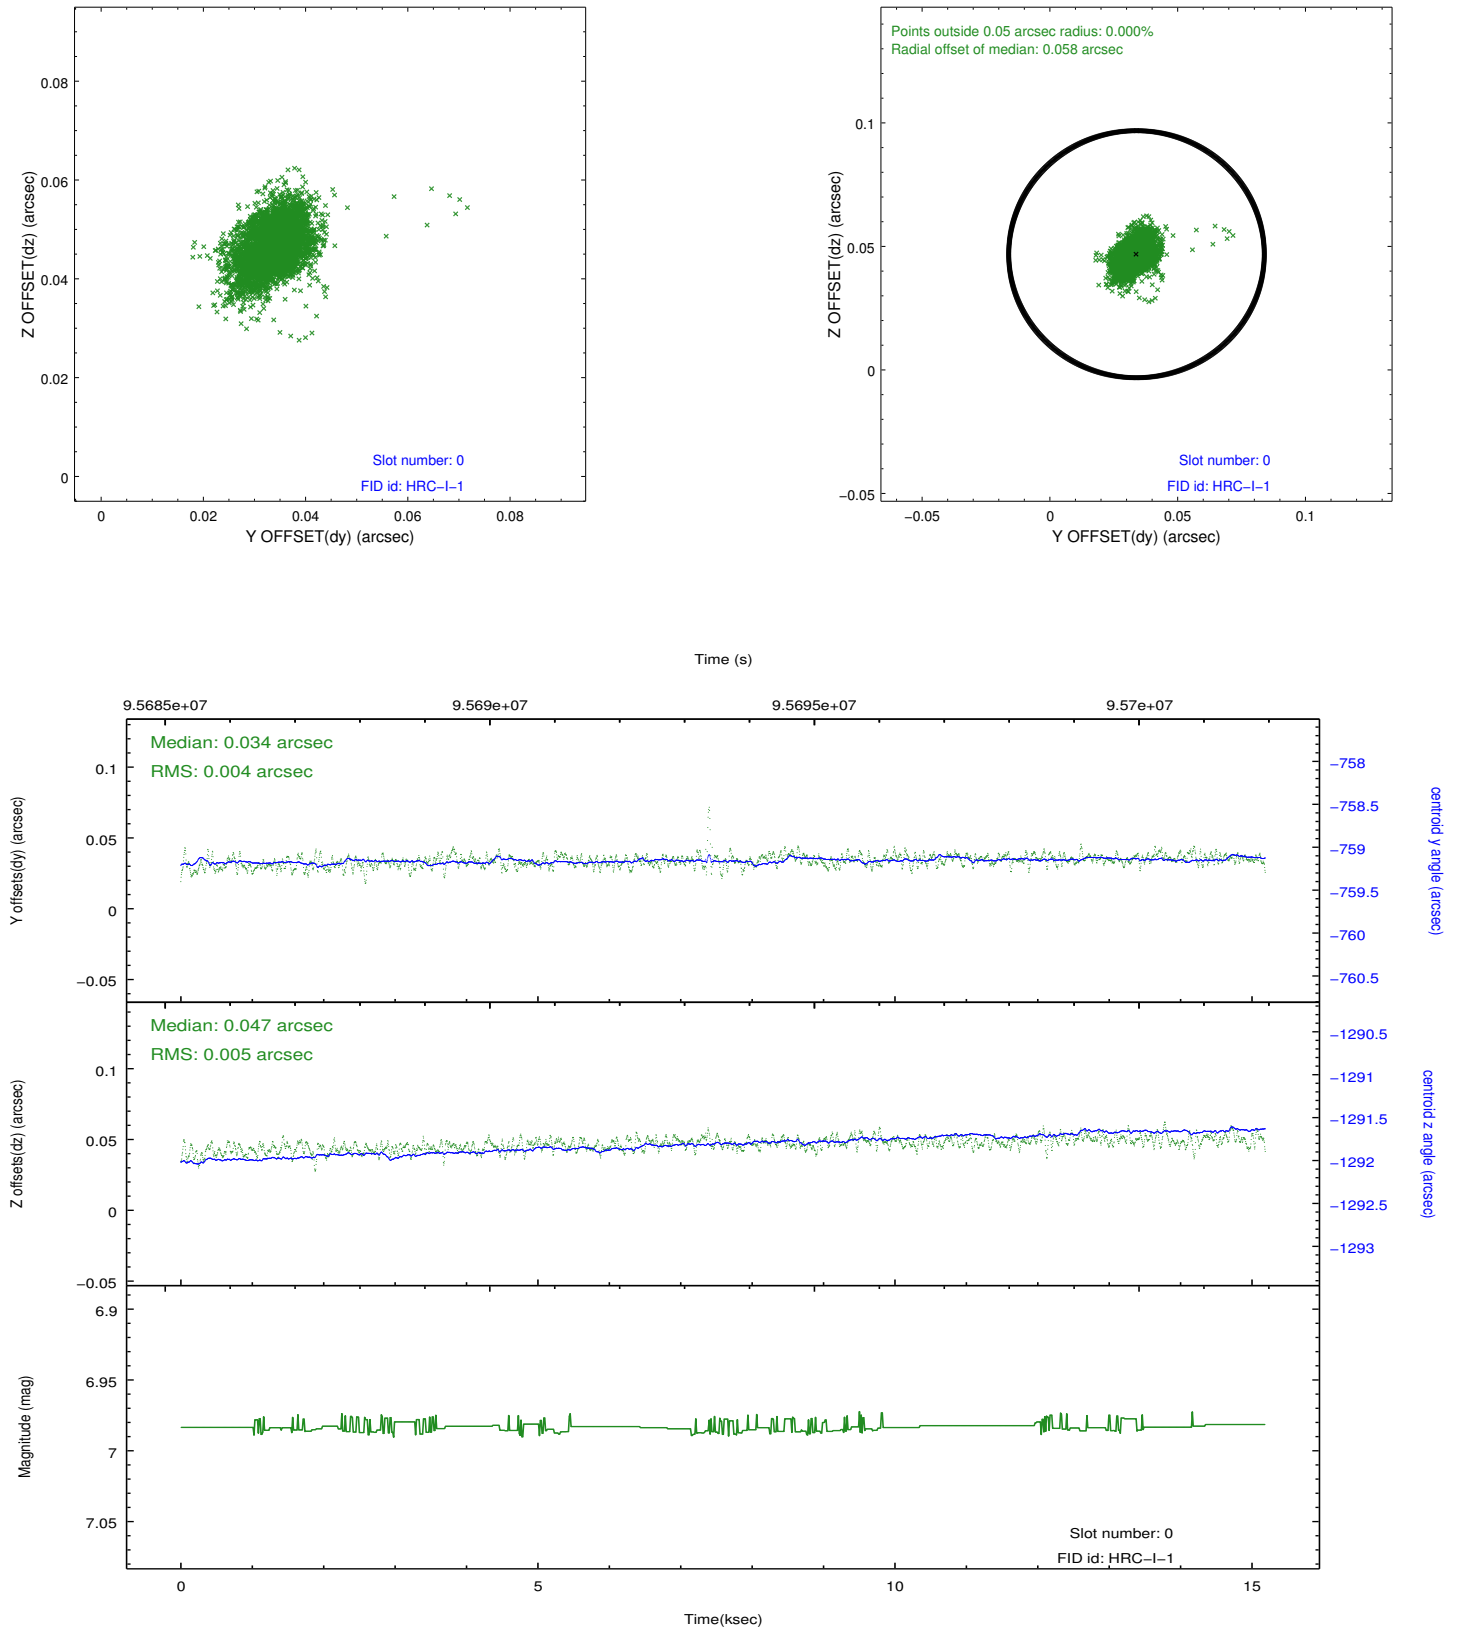 0.08
0.06
0.04
0.02
0
Z OFFSET(dz) (arcsec)
Slot number: 0
FID id: HRC−I−1
0
0.02
0.04
0.06
0.08
Y OFFSET(dy) (arcsec)
Points outside 0.05 arcsec radius: 0.000%
Radial offset of median: 0.058 arcsec
0.1
0.05
0
−0.05
Z OFFSET(dz) (arcsec)
Slot number: 0
FID id: HRC−I−1
−0.05
0
0.05
0.1
Y OFFSET(dy) (arcsec)
Time (s)
9.5685e+07
9.569e+07
9.5695e+07
9.57e+07
Median: 0.034 arcsec
RMS: 0.004 arcsec
0.1
0.05
0
−0.05
Y offsets(dy) (arcsec)
−758
−758.5
−759
−759.5
−760
−760.5
centroid y angle (arcsec)
Median: 0.047 arcsec
RMS: 0.005 arcsec
0.1
0.05
0
−0.05
Z offsets(dz) (arcsec)
−1290.5
−1291
−1291.5
−1292
−1292.5
−1293
centroid z angle (arcsec)
6.9
6.95
7
7.05
Magnitude (mag)
Slot number: 0
FID id: HRC−I−1
0
5
10
15
Time(ksec)